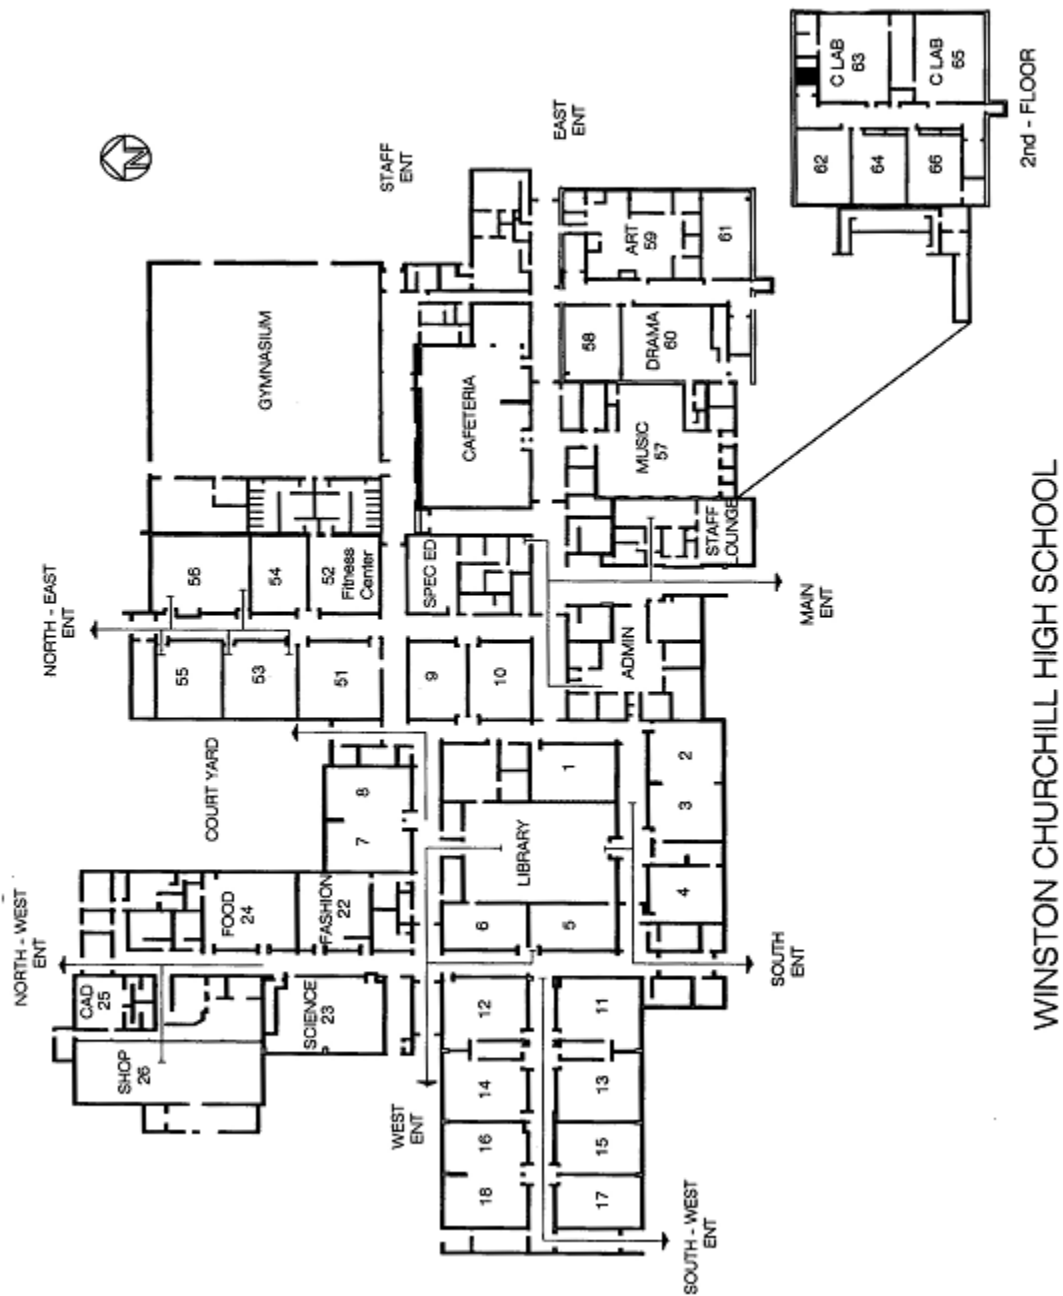 NORTH - WEST
ENT
NORTH - EAST
ENT
N
CAD
25
SHOP
26
55
56
COURT YARD
FOOD
24
53
54
GYMNASIUM
SCIENCE
23
FASHION
22
51
52
Fitness
Center
7
8
STAFF
ENT
WEST
ENT
9
SPEC ED
CAFETERIA
18
16
14
12
6
10
LIBRARY
EAST
ENT
5
1
58
17
15
13
11
ADMIN
MUSIC
57
DRAMA
60
ART
59
4
3
2
STAFF
LOUNGE
61
SOUTH - WEST
ENT
SOUTH
ENT
MAIN
ENT
62
C LAB
63
64
66
C LAB
65
2nd - FLOOR
WINSTON CHURCHILL HIGH SCHOOL